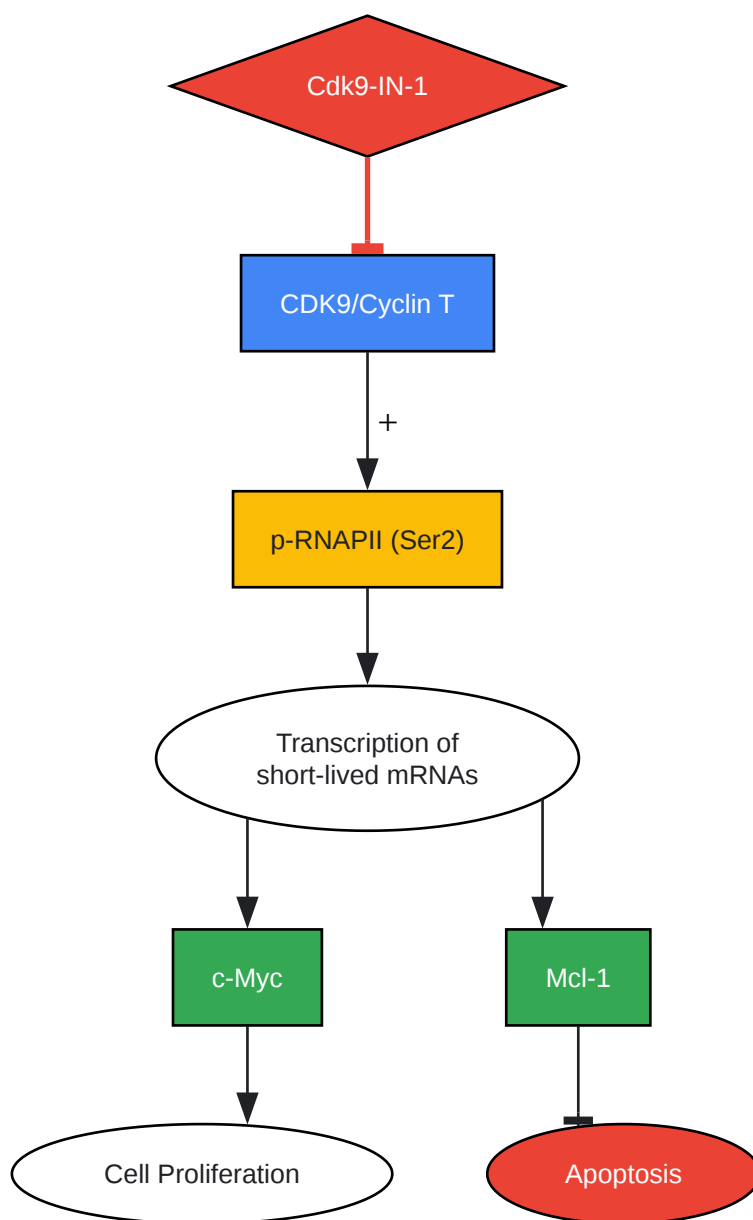 Cdk9-IN-1
CDK9/Cyclin T
+
p-RNAPII (Ser2)
Transcription of
short-lived mRNAs
c-Myc
Mcl-1
Cell Proliferation
Apoptosis